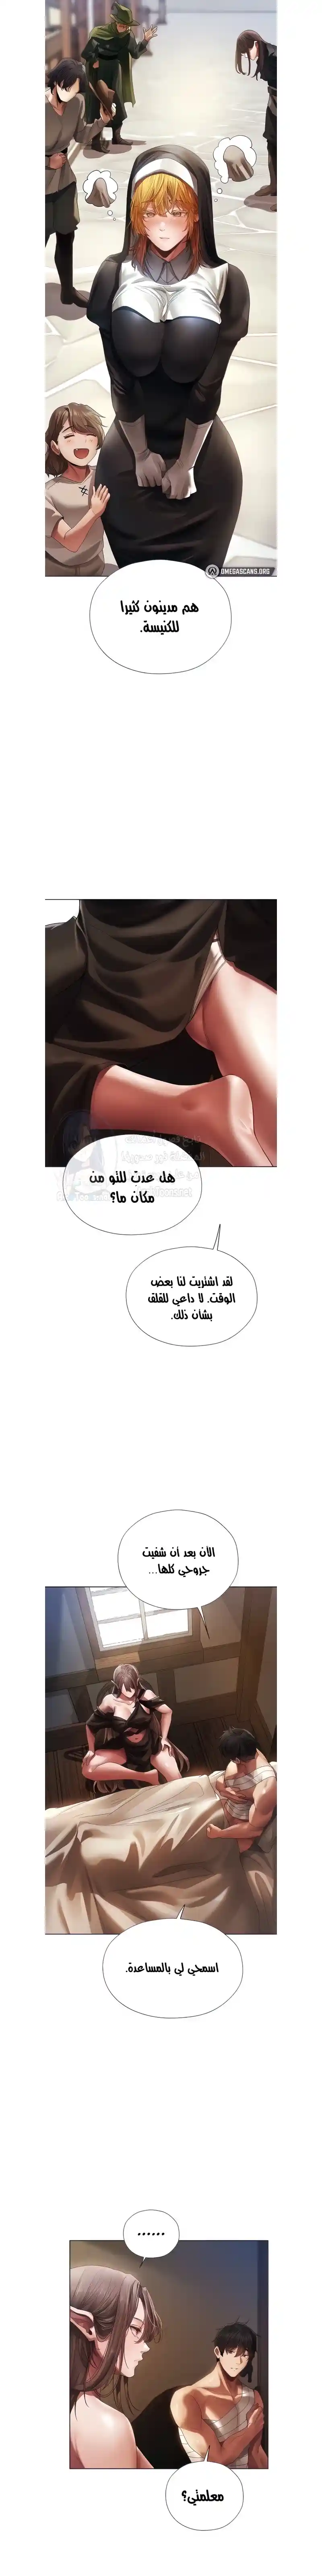 OMEGASCANS.ORG
هم مدينون كثيرا
للكنيسة.
هل عدت للتو من
مكان ما؟
لقد اشتريت لنا بعض
الوقت. لا داعي للقلق
بشأن ذلك.
الأن بعد أن شفيت
جروحي كلها...
اسمحي لي بالمساعدة.
......
معلمتي؟